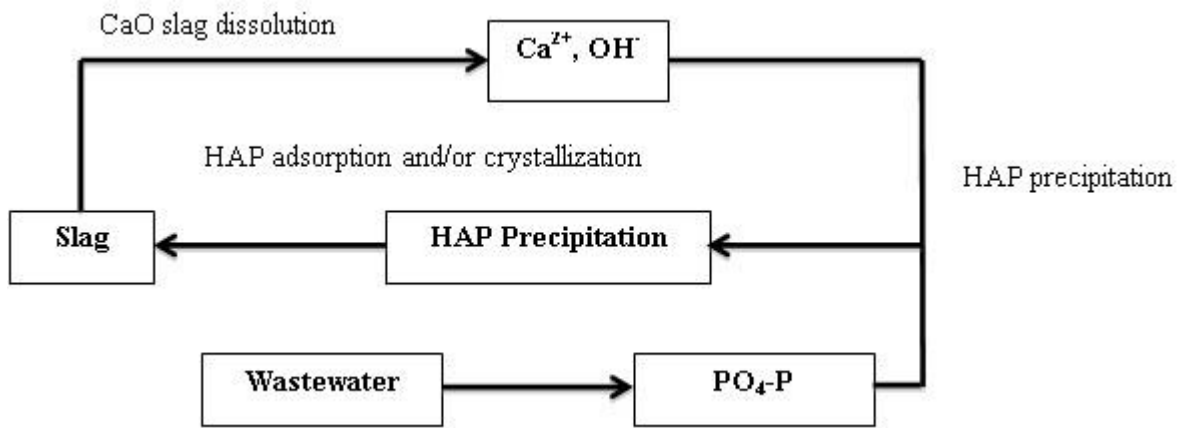 CaO slag dissolution
Ca²⁺, OH⁻
HAP adsorption and/or crystallization
HAP precipitation
Slag
HAP Precipitation
Wastewater
PO₄-P